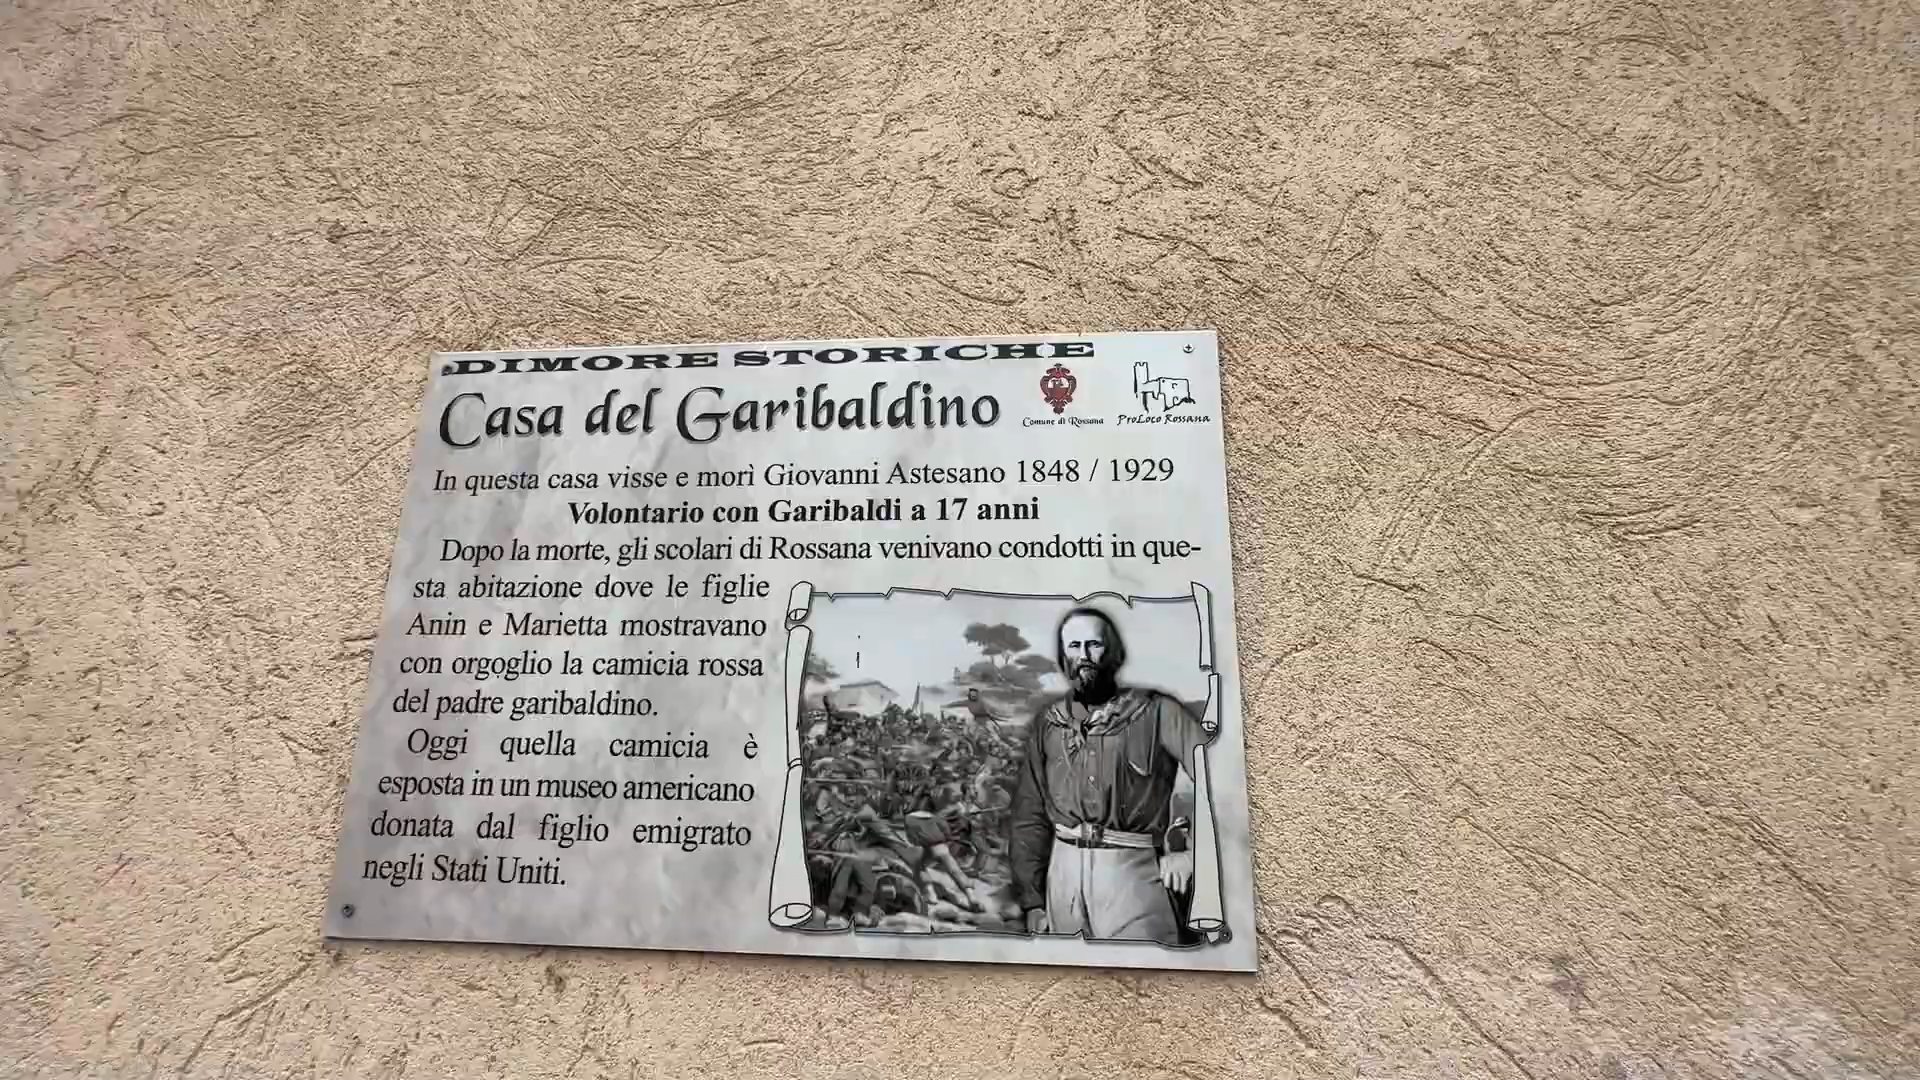 DIMORE STORICHE
Casa del Garibaldino
Comune di Rossana
ProLoco Rossana
In questa casa visse e morì Giovanni Astesano 1848 / 1929
Volontario con Garibaldi a 17 anni
Dopo la morte, gli scolari di Rossana venivano condotti in que-
sta abitazione dove le figlie
Anin e Marietta mostravano
con orgoglio la camicia rossa
del padre garibaldino.
Oggi quella camicia è
esposta in un museo americano
donata dal figlio emigrato
negli Stati Uniti.